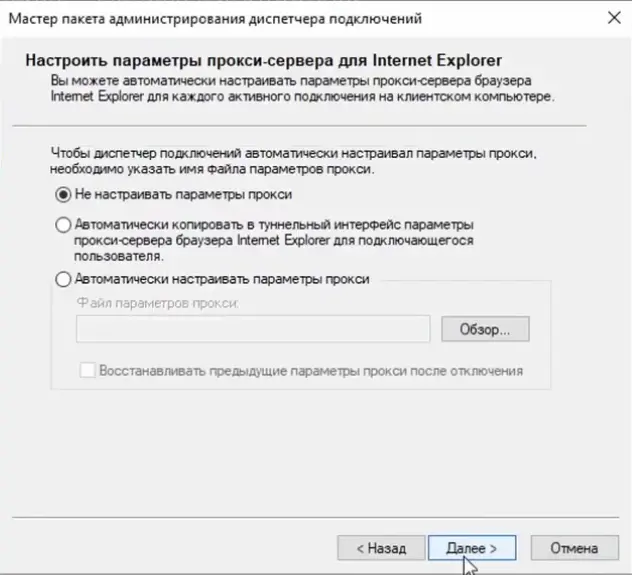 Мастер пакета администрирования диспетчера подключений
Настроить параметры прокси-сервера для Internet Explorer
Вы можете автоматически настраивать параметры прокси-сервера браузера
Internet Explorer для каждого активного подключения на клиентском компьютере.
Чтобы диспетчер подключений автоматически настраивал параметры прокси,
необходимо указать имя файла параметров прокси.
Не настраивать параметры прокси
Автоматически копировать в туннельный интерфейс параметры
прокси-сервера браузера Internet Explorer для подключающегося
пользователя.
Автоматически настраивать параметры прокси
Файл параметров прокси:
Обзор...
Восстанавливать предыдущие параметры прокси после отключения
< Назад
Далее >
Отмена